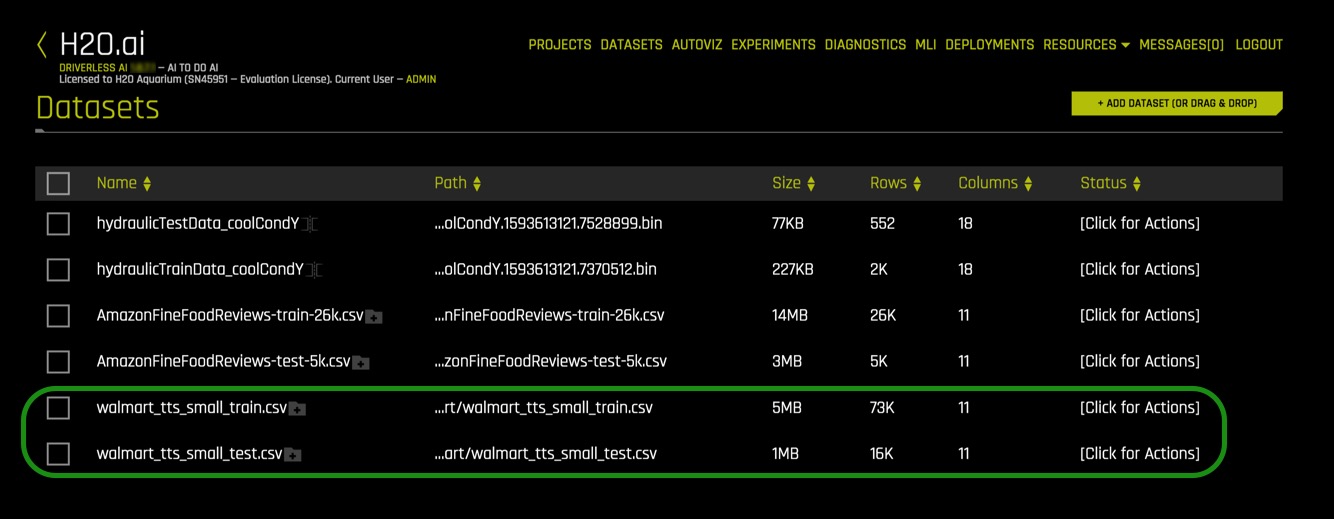 H2O.ai
PROJECTS DATASETS AUTOVIZ EXPERIMENTS DIAGNOSTICS MLI DEPLOYMENTS RESOURCES MESSAGES[0] LOGOUT
DRIVERLESS AI — AI TO DO AI
Licensed to H2O Aquarium (SN45951 — Evaluation License). Current User — ADMIN
Datasets
+ ADD DATASET (OR DRAG & DROP)
Name Path Size Rows Columns Status
hydraulicTestData_coolCondY ...olCondY.1593613121.7528899.bin 77KB 552 18 [Click for Actions]
hydraulicTrainData_coolCondY ...olCondY.1593613121.7370512.bin 227KB 2K 18 [Click for Actions]
AmazonFineFoodReviews-train-26k.csv ...nFineFoodReviews-train-26k.csv 14MB 26K 11 [Click for Actions]
AmazonFineFoodReviews-test-5k.csv ...zonFineFoodReviews-test-5k.csv 3MB 5K 11 [Click for Actions]
walmart_tts_small_train.csv ...rt/walmart_tts_small_train.csv 5MB 73K 11 [Click for Actions]
walmart_tts_small_test.csv ...art/walmart_tts_small_test.csv 1MB 16K 11 [Click for Actions]